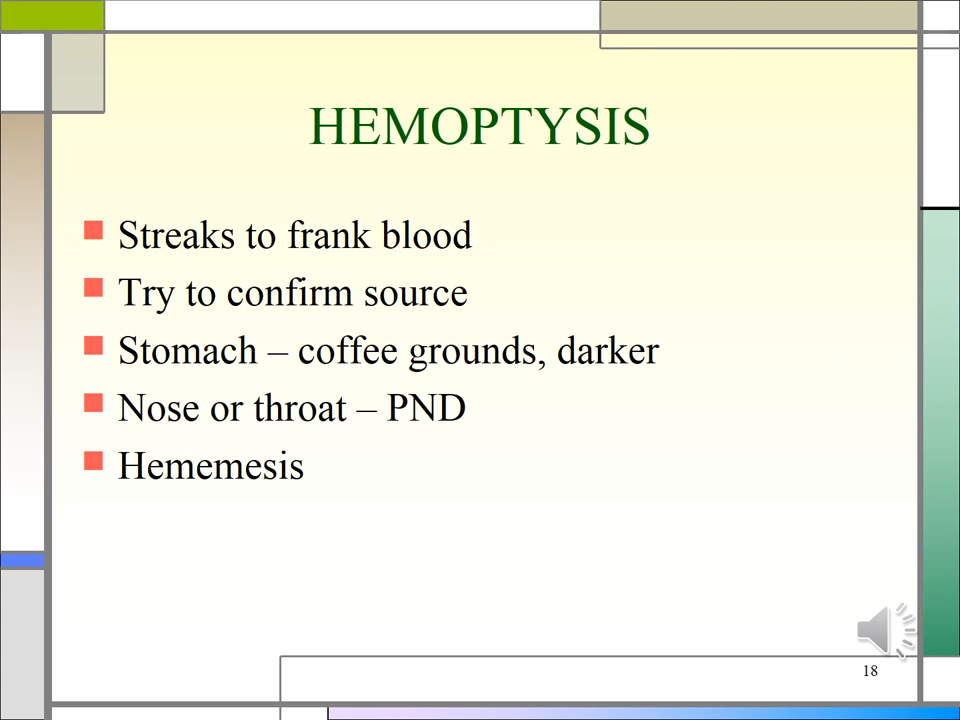 HEMOPTYSIS
Streaks to frank blood
Try to confirm source
Stomach – coffee grounds, darker
Nose or throat – PND
Hememesis
18